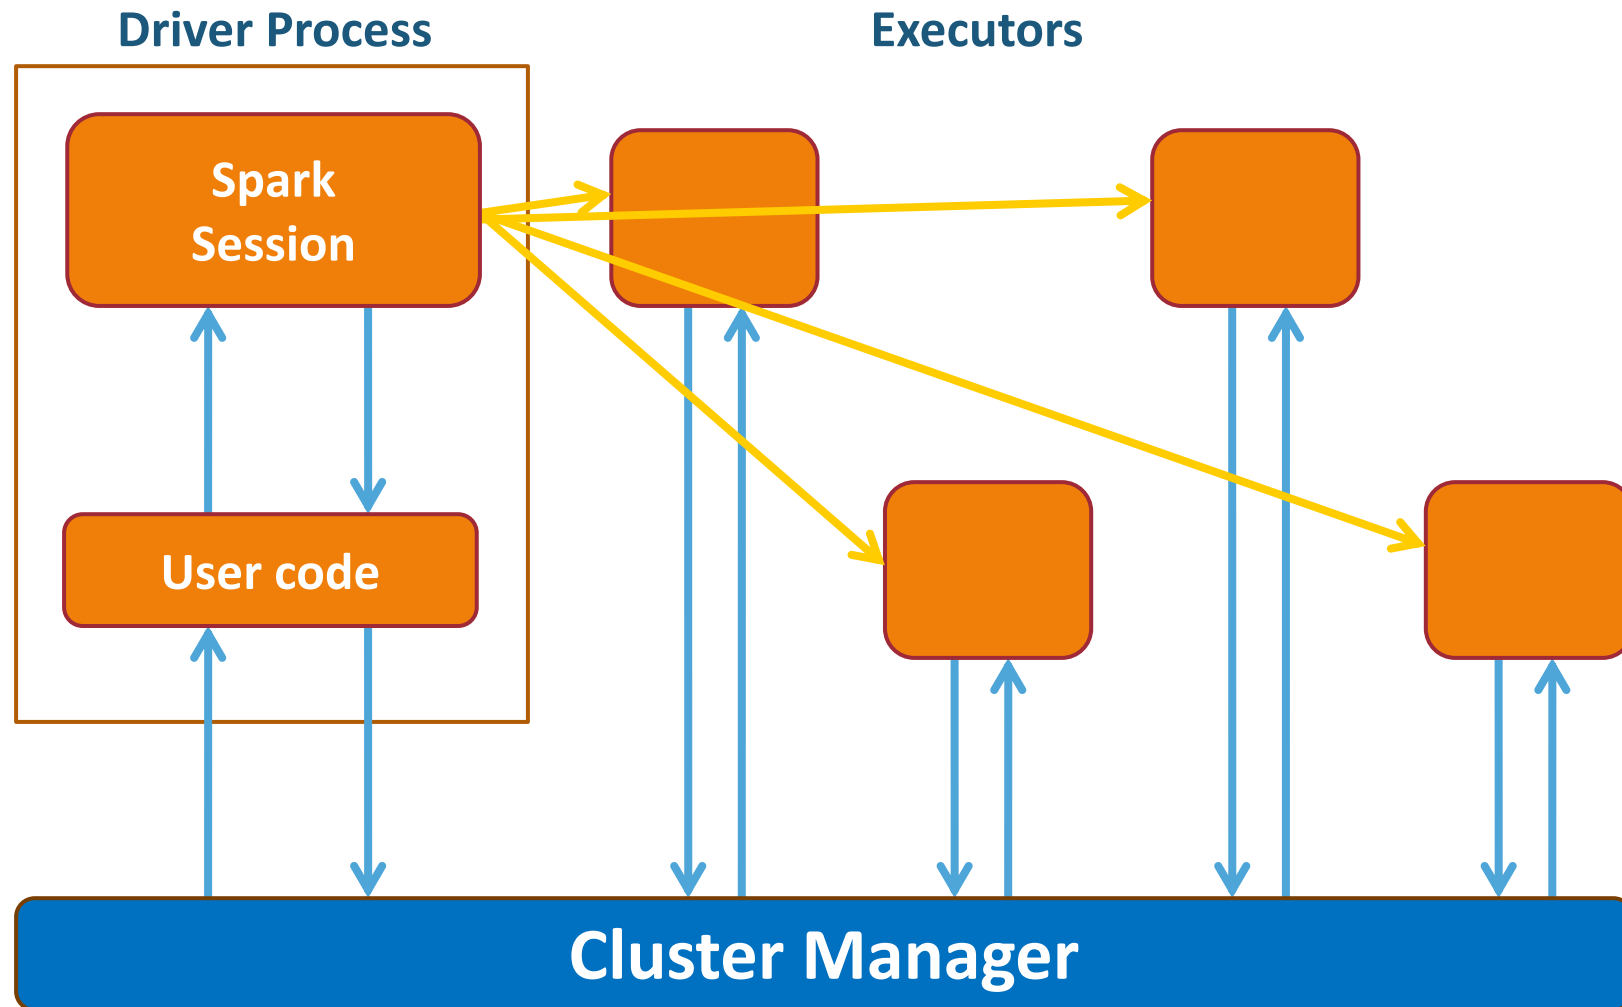 Driver Process
Executors
Spark
Session
User code
Cluster Manager